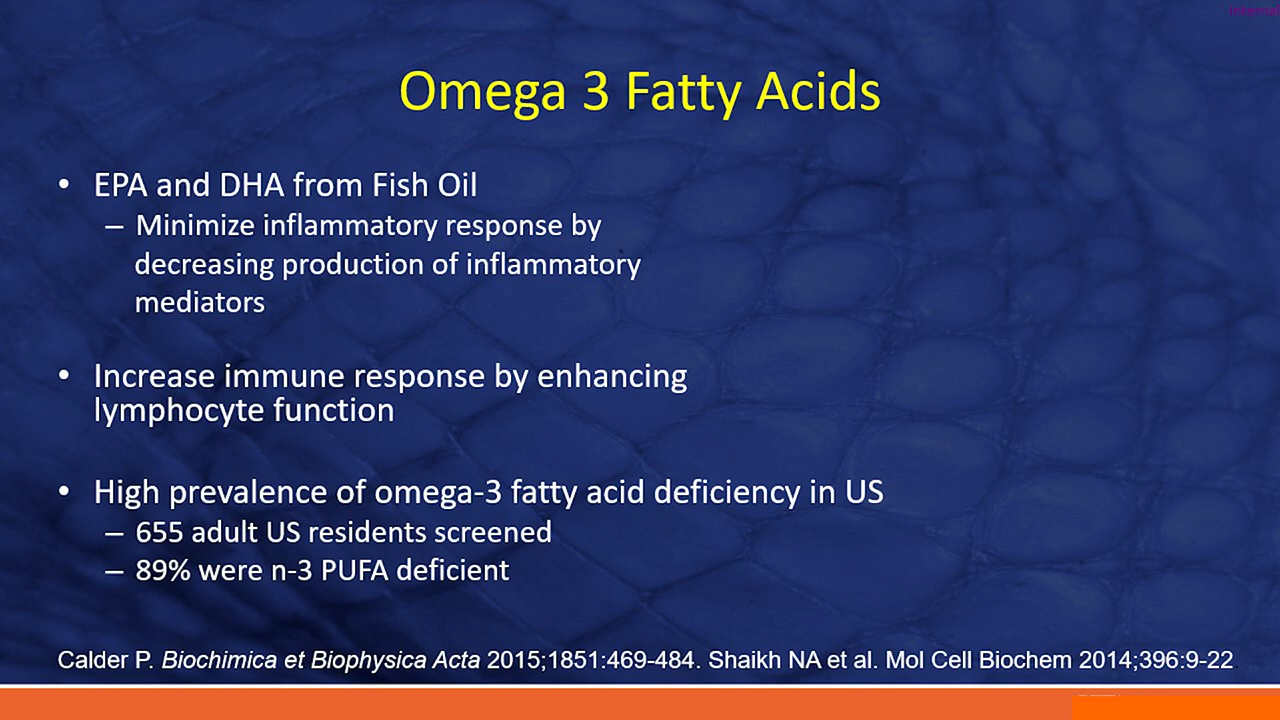 Omega 3 Fatty Acids
• EPA and DHA from Fish Oil
– Minimize inflammatory response by
decreasing production of inflammatory
mediators
• Increase immune response by enhancing
lymphocyte function
• High prevalence of omega-3 fatty acid deficiency in US
– 655 adult US residents screened
– 89% were n-3 PUFA deficient
Calder P. Biochimica et Biophysica Acta 2015;1851:469-484. Shaikh NA et al. Mol Cell Biochem 2014;396:9-22